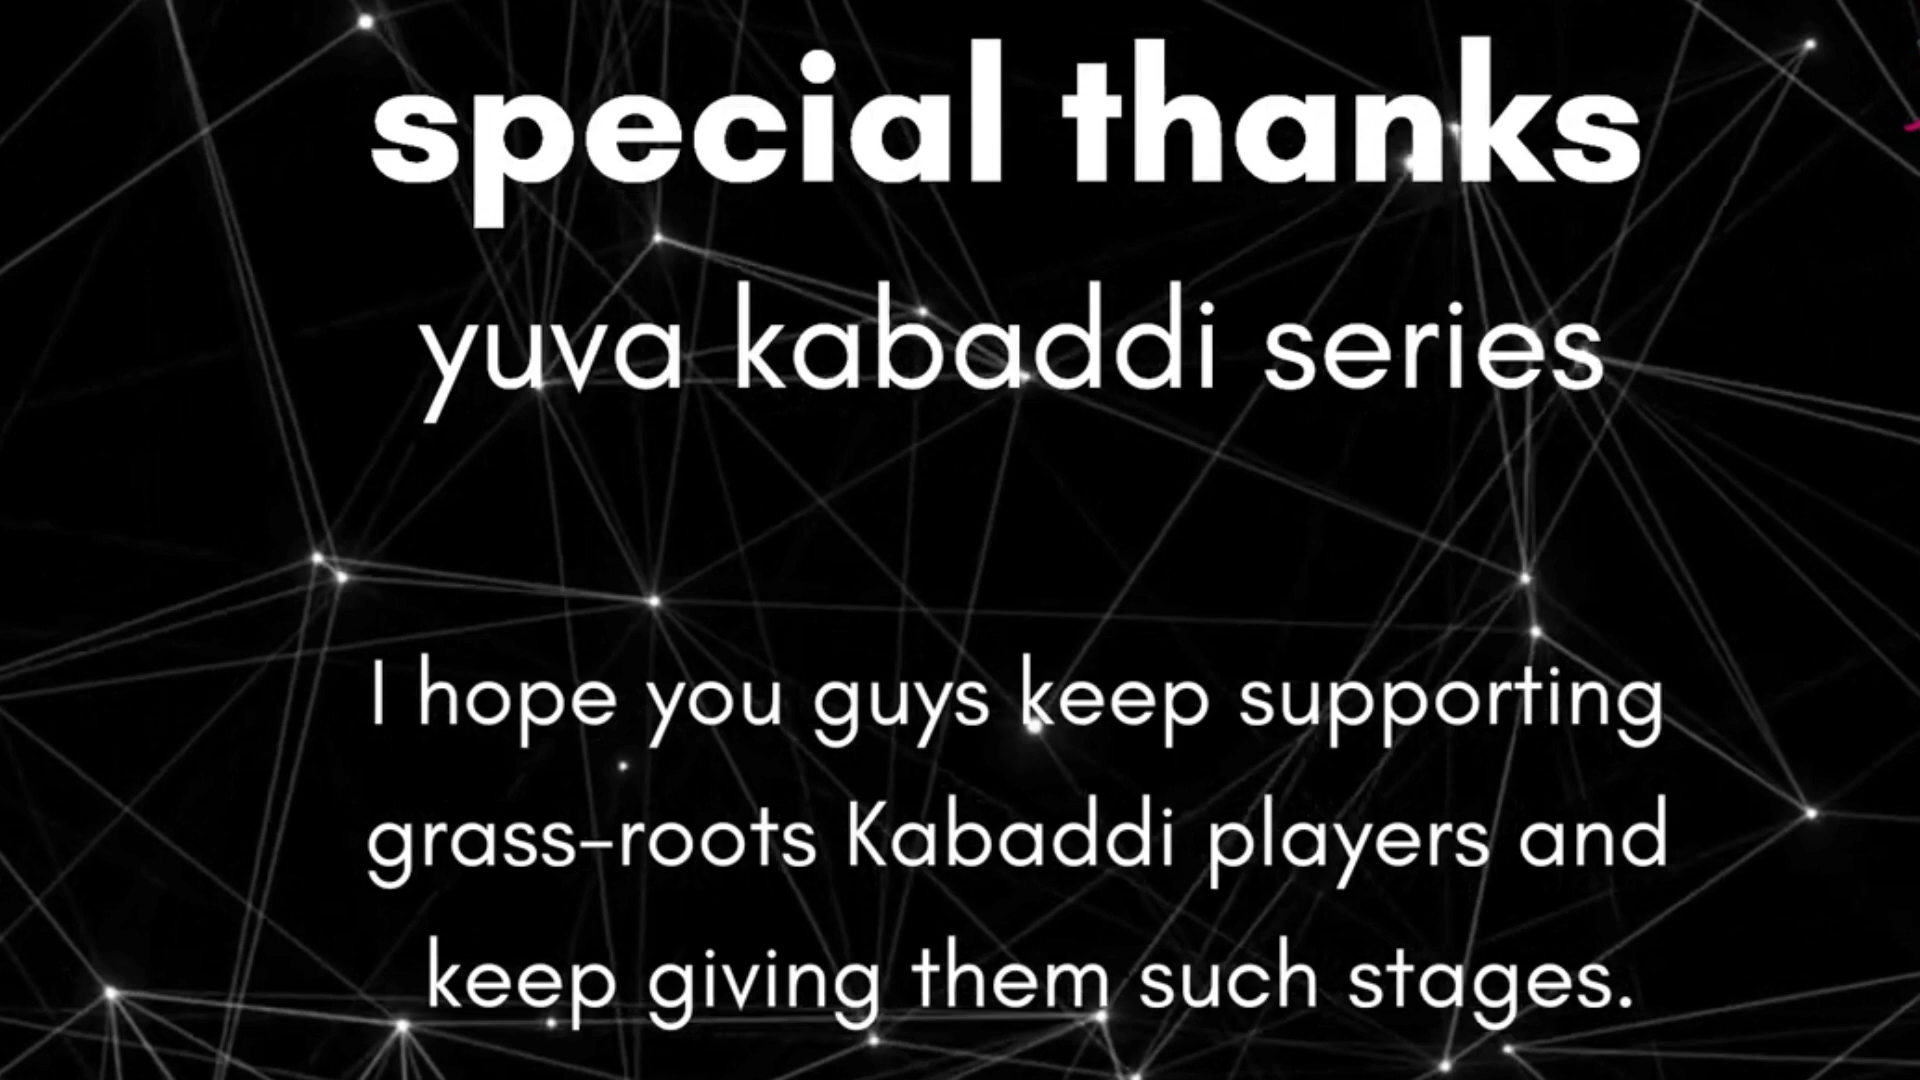 special thanks
yuva kabaddi series
I hope you guys keep supporting
grass-roots Kabaddi players and
keep giving them such stages.